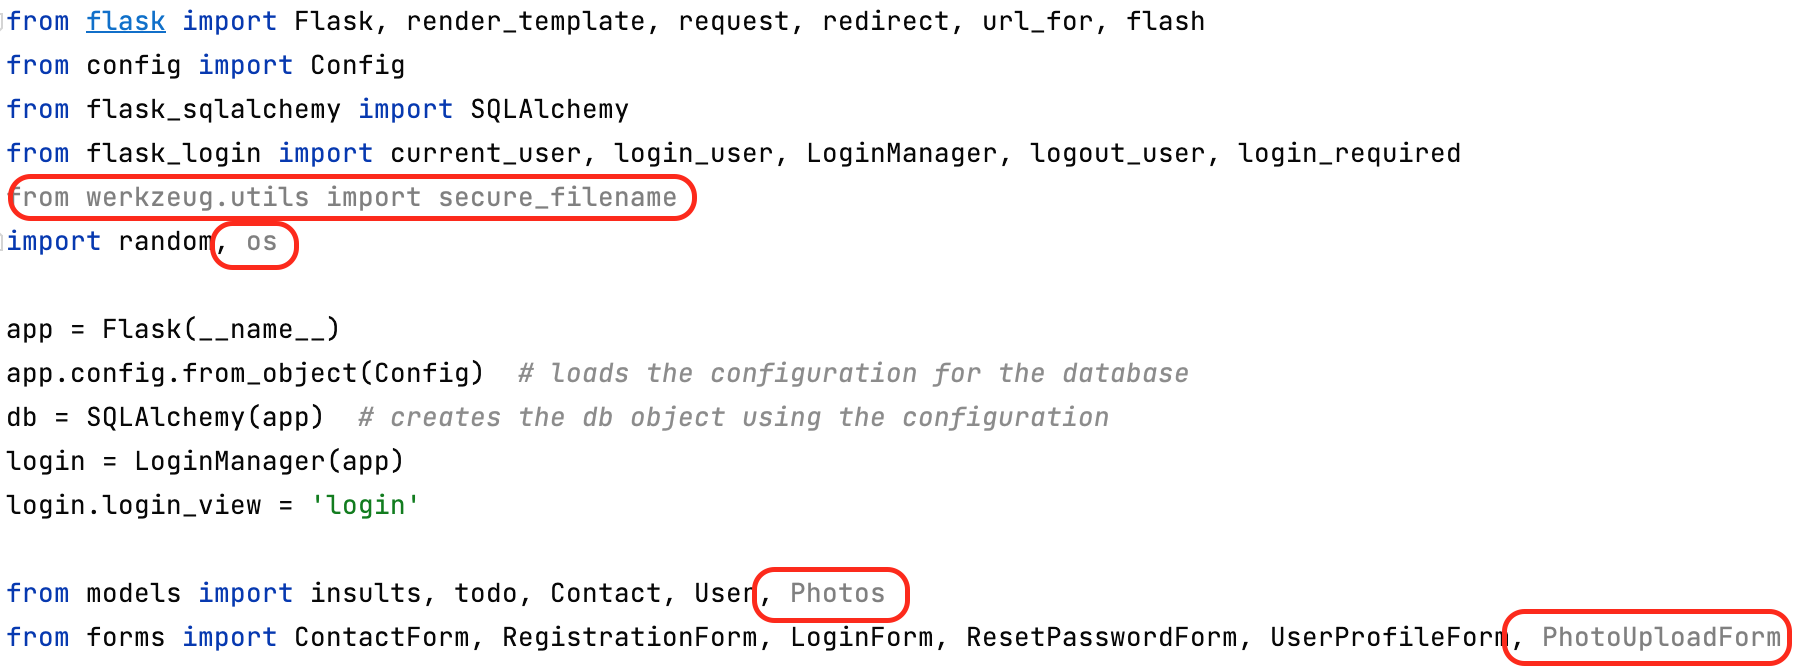 from flask import Flask, render_template, request, redirect, url_for, flash
from config import Config
from flask_sqlalchemy import SQLAlchemy
from flask_login import current_user, login_user, LoginManager, logout_user, login_required
from werkzeug.utils import secure_filename
import random, os
app = Flask(__name__)
app.config.from_object(Config)  # loads the configuration for the database
db = SQLAlchemy(app)  # creates the db object using the configuration
login = LoginManager(app)
login.login_view = 'login'
from models import insults, todo, Contact, User, Photos
from forms import ContactForm, RegistrationForm, LoginForm, ResetPasswordForm, UserProfileForm, PhotoUploadForm